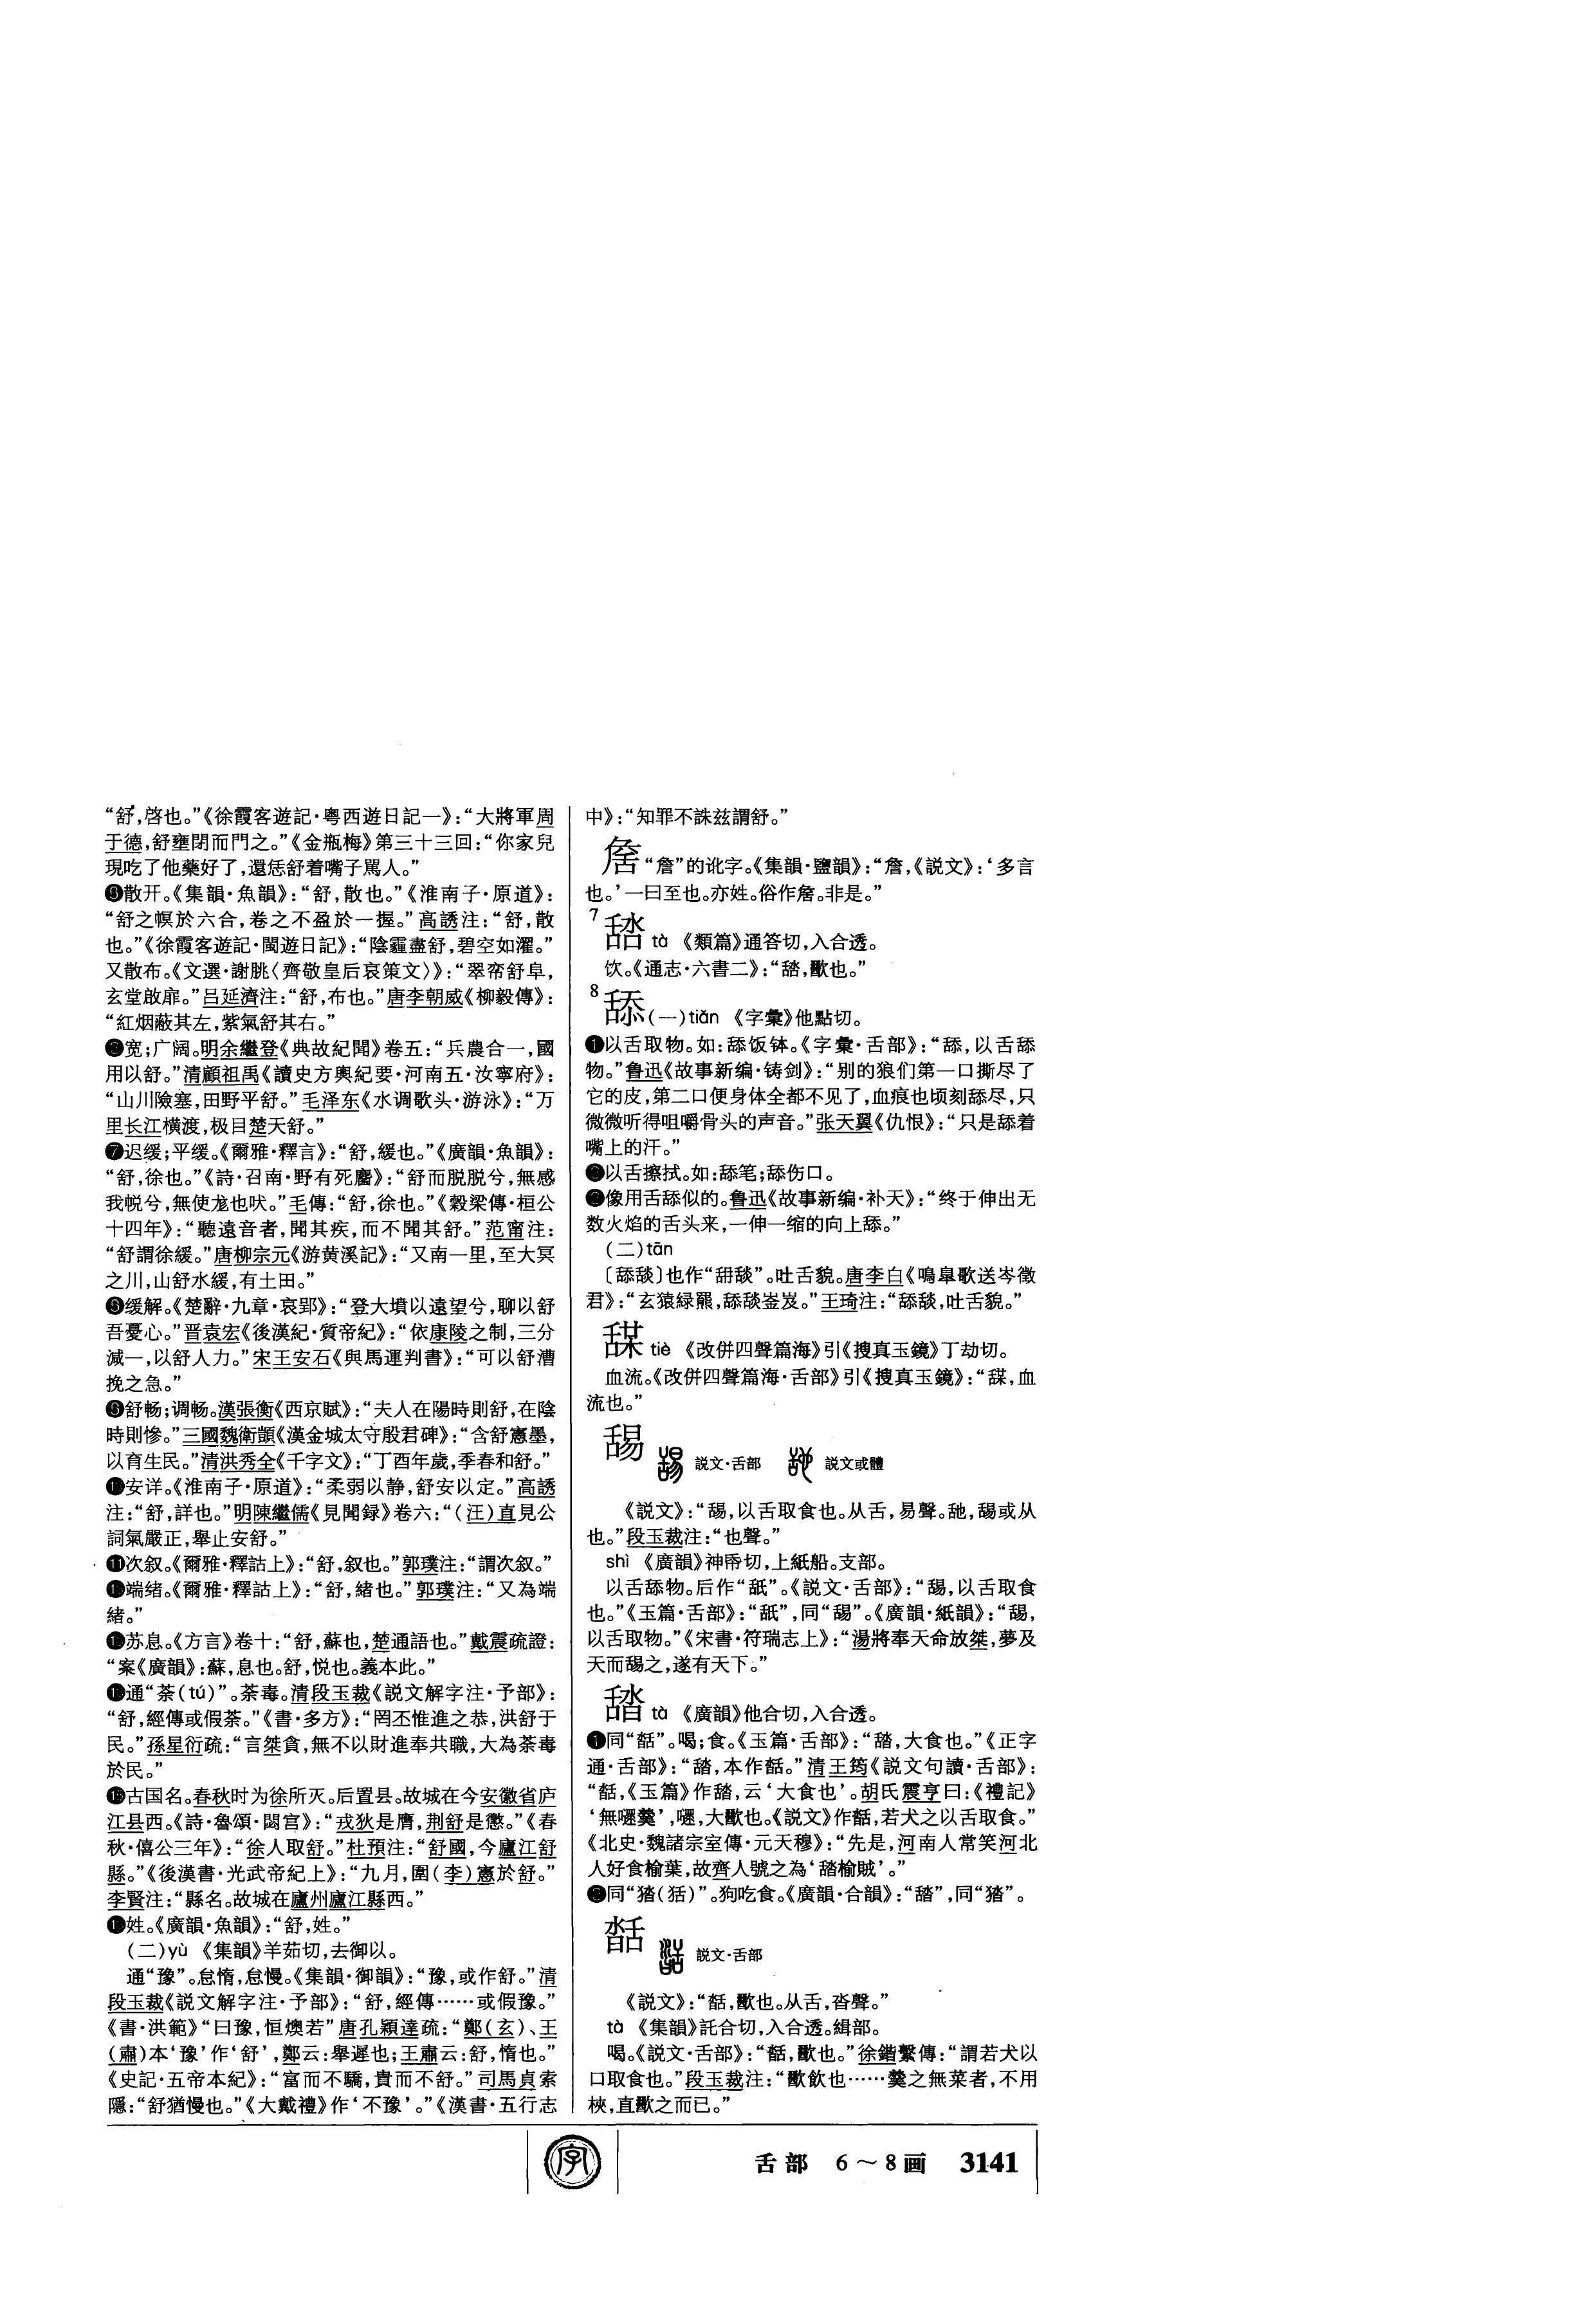 “舒,啓也。”《徐霞客遊記·粤西遊日記一》:“大將軍周
于德,舒壅閉而門之。”《金瓶梅》第三十三回:“你家兒
現吃了他藥好了,還恁舒着嘴子駡人。”
❺散开。《集韻·魚韻》:“舒,散也。”《淮南子·原道》:
“舒之幎於六合,卷之不盈於一握。”高誘注:“舒,散
也。”《徐霞客遊記·閩遊日記》:“陰霾盡舒,碧空如濯。”
又散布。《文選·謝朓〈齊敬皇后哀策文〉》:“翠帟舒阜,
玄堂啟扉。”吕延濟注:“舒,布也。”唐李朝威《柳毅傳》:
“紅烟蔽其左,紫氣舒其右。”
❻宽;广阔。明余繼登《典故紀聞》卷五:“兵農合一,國
用以舒。”清顧祖禹《讀史方輿紀要·河南五·汝寧府》:
“山川險塞,田野平舒。”毛泽东《水调歌头·游泳》:“万
里长江横渡,极目楚天舒。”
❼迟缓;平缓。《爾雅·釋言》:“舒,緩也。”《廣韻·魚韻》:
“舒,徐也。”《詩·召南·野有死麕》:“舒而脱脱兮,無感
我帨兮,無使尨也吠。”毛傳:“舒,徐也。”《穀梁傳·桓公
十四年》:“聽遠音者,聞其疾,而不聞其舒。”范甯注:
“舒謂徐緩。”唐柳宗元《游黄溪記》:“又南一里,至大冥
之川,山舒水緩,有土田。”
❽缓解。《楚辭·九章·哀郢》:“登大墳以遠望兮,聊以舒
吾憂心。”晋袁宏《後漢紀·質帝紀》:“依康陵之制,三分
減一,以舒人力。”宋王安石《與馬運判書》:“可以舒漕
挽之急。”
❾舒畅;调畅。漢張衡《西京賦》:“夫人在陽時則舒,在陰
時則慘。”三國魏衛顗《漢金城太守殷君碑》:“含舒憲墨,
以育生民。”清洪秀全《千字文》:“丁酉年歲,季春和舒。”
❿安详。《淮南子·原道》:“柔弱以静,舒安以定。”高誘
注:“舒,詳也。”明陳繼儒《見聞録》卷六:“(汪)直見公
詞氣嚴正,舉止安舒。”
⓫次叙。《爾雅·釋詁上》:“舒,叙也。”郭璞注:“謂次叙。”
⓬端绪。《爾雅·釋詁上》:“舒,緒也。”郭璞注:“又為端
緒。”
⓭苏息。《方言》卷十:“舒,蘇也,楚通語也。”戴震疏證:
“案《廣韻》:蘇,息也。舒,悦也。義本此。”
⓮通“荼(tú)”。荼毒。清段玉裁《説文解字注·予部》:
“舒,經傳或假荼。”《書·多方》:“罔丕惟進之恭,洪舒于
民。”孫星衍疏:“言桀貪,無不以財進奉共職,大為荼毒
於民。”
⓯古国名。春秋时为徐所灭。后置县。故城在今安徽省庐
江县西。《詩·魯頌·閟宫》:“戎狄是膺,荆舒是懲。”《春
秋·僖公三年》:“徐人取舒。”杜預注:“舒國,今廬江舒
縣。”《後漢書·光武帝紀上》:“九月,圍(李)憲於舒。”
李賢注:“縣名。故城在廬州廬江縣西。”
⓰姓。《廣韻·魚韻》:“舒,姓。”
(二)yù 《集韻》羊茹切,去御以。
通“豫”。怠惰,怠慢。《集韻·御韻》:“豫,或作舒。”清
段玉裁《説文解字注·予部》:“舒,經傳……或假豫。”
《書·洪範》“曰豫,恒燠若”唐孔穎達疏:“鄭(玄)、王
(肅)本‘豫’作‘舒’,鄭云:舉遲也;王肅云:舒,惰也。”
《史記·五帝本紀》:“富而不驕,貴而不舒。”司馬貞索
隱:“舒猶慢也。”《大戴禮》作‘不豫’。”《漢書·五行志
中》:“知罪不誅兹謂舒。”
“詹”的讹字。《集韻·鹽韻》:“詹,《説文》:‘多言
也。’一曰至也。亦姓。俗作𦧝。非是。”
7
䑜 tà 《類篇》通答切,入合透。
饮。《通志·六書二》:“䑜,歠也。”
8
舔 (一)tiǎn 《字彙》他點切。
❶以舌取物。如:舔饭钵。《字彙·舌部》:“舔,以舌舔
物。”鲁迅《故事新编·铸剑》:“别的狼们第一口撕尽了
它的皮,第二口便身体全都不见了,血痕也顷刻舔尽,只
微微听得咀嚼骨头的声音。”张天翼《仇恨》:“只是舔着
嘴上的汗。”
❷以舌擦拭。如:舔笔;舔伤口。
❸像用舌舔似的。鲁迅《故事新编·补天》:“终于伸出无
数火焰的舌头来,一伸一缩的向上舔。”
(二)tān
〔舔舕〕也作“舑舕”。吐舌貌。唐李白《鳴臯歌送岑徵
君》:“玄猿緑羆,舔舕崟岌。”王琦注:“舔舕,吐舌貌。”
tiè 《改併四聲篇海》引《搜真玉鏡》丁劫切。
血流。《改併四聲篇海·舌部》引《搜真玉鏡》:“,血
流也。”
舓 説文·舌部 説文或體
《説文》:“舓,以舌取食也。从舌,易聲。𦧇,舓或从
也。”段玉裁注:“也聲。”
shì 《廣韻》神帋切,上紙船。支部。
以舌舔物。后作“舐”。《説文·舌部》:“舓,以舌取食
也。”《玉篇·舌部》:“舐”,同“舓”。《廣韻·紙韻》:“舓,
以舌取物。”《宋書·符瑞志上》:“湯將奉天命放桀,夢及
天而舓之,遂有天下。”
䑜 tà 《廣韻》他合切,入合透。
❶同“𦧥”。喝;食。《玉篇·舌部》:“䑜,大食也。”《正字
通·舌部》:“䑜,本作𦧥。”清王筠《説文句讀·舌部》:
“𦧥,《玉篇》作䑜,云‘大食也’。胡氏震亨曰:《禮記》
‘無嚃羹’,嚃,大歠也。《説文》作𦧥,若犬之以舌取食。”
《北史·魏諸宗室傳·元天穆》:“先是,河南人常笑河北
人好食榆葉,故齊人號之為‘䑜榆賊’。”
❷同“猪(狧)”。狗吃食。《廣韻·合韻》:“䑜”,同“”。
𦧥 説文·舌部
《説文》:“𦧥,歠也。从舌,沓聲。”
tà 《集韻》託合切,入合透。緝部。
喝。《説文·舌部》:“𦧥,歠也。”徐鍇繫傳:“謂若犬以
口取食也。”段玉裁注:“歠飲也……羹之無菜者,不用
梜,直歠之而已。”
字
舌部 6~8画 3141